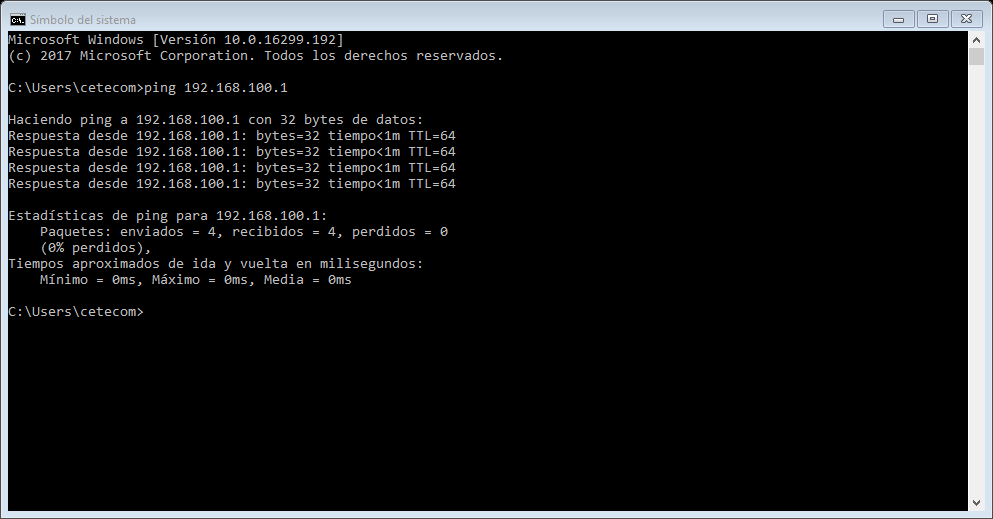 Símbolo del sistema
Microsoft Windows [Versión 10.0.16299.192]
(c) 2017 Microsoft Corporation. Todos los derechos reservados.
C:\Users\cetecom>ping 192.168.100.1
Haciendo ping a 192.168.100.1 con 32 bytes de datos:
Respuesta desde 192.168.100.1: bytes=32 tiempo<1m TTL=64
Respuesta desde 192.168.100.1: bytes=32 tiempo<1m TTL=64
Respuesta desde 192.168.100.1: bytes=32 tiempo<1m TTL=64
Respuesta desde 192.168.100.1: bytes=32 tiempo<1m TTL=64
Estadísticas de ping para 192.168.100.1:
    Paquetes: enviados = 4, recibidos = 4, perdidos = 0
    (0% perdidos),
Tiempos aproximados de ida y vuelta en milisegundos:
    Mínimo = 0ms, Máximo = 0ms, Media = 0ms
C:\Users\cetecom>